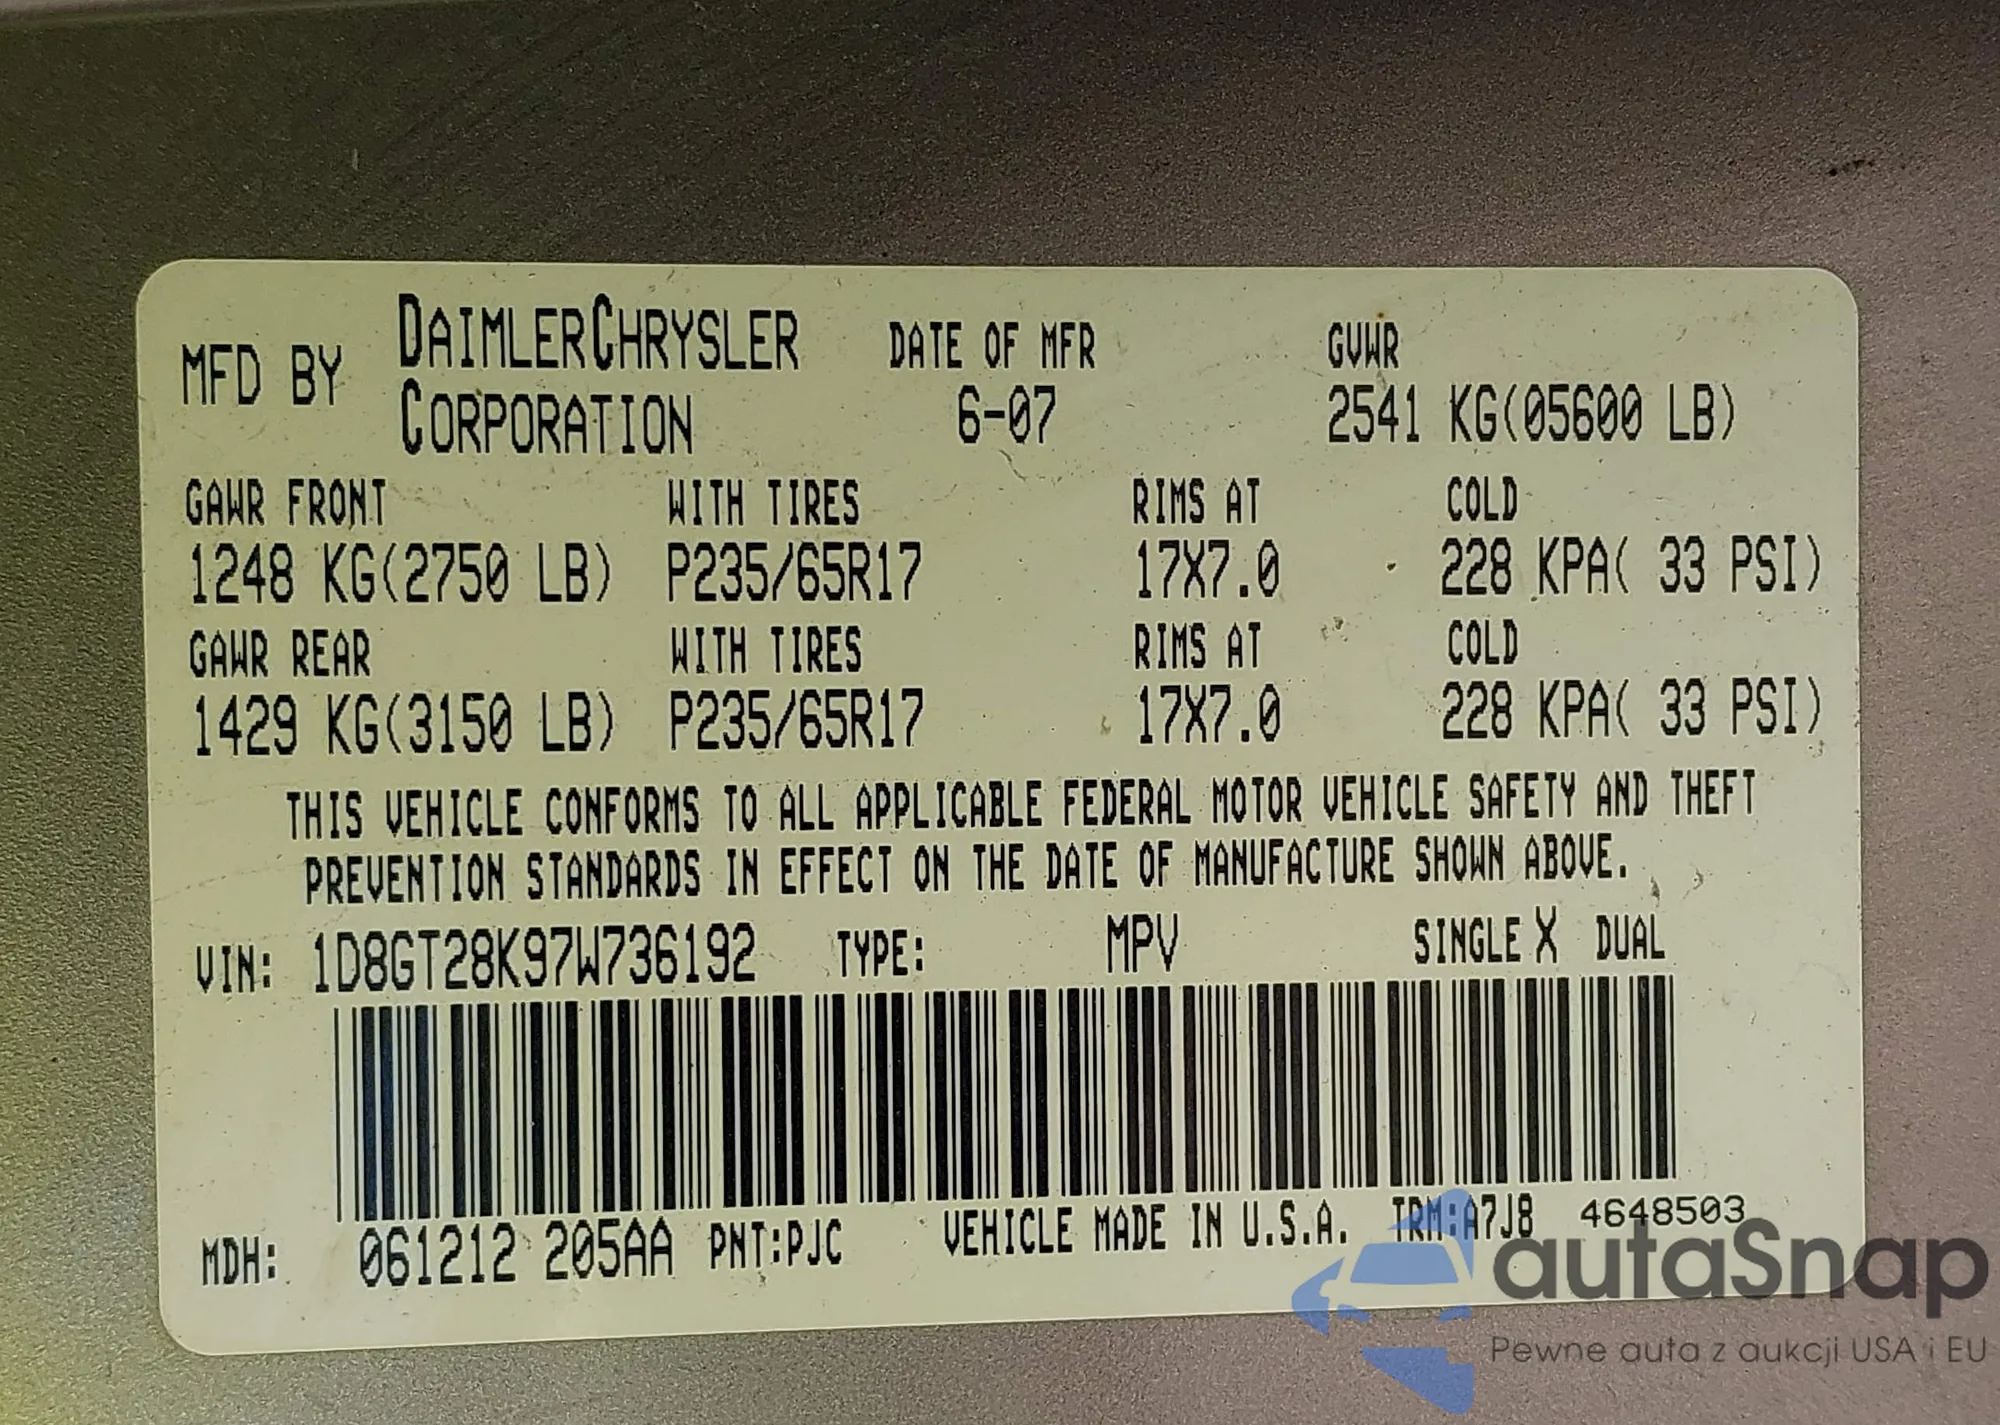 MFD BY DAIMLERCHRYSLER CORPORATION DATE OF MFR 6-07 GVWR 2541 KG(05600 LB)
GAWR FRONT WITH TIRES RIMS AT COLD
1248 KG(2750 LB) P235/65R17 17X7.0 228 KPA( 33 PSI)
GAWR REAR WITH TIRES RIMS AT COLD
1429 KG(3150 LB) P235/65R17 17X7.0 228 KPA( 33 PSI)
THIS VEHICLE CONFORMS TO ALL APPLICABLE FEDERAL MOTOR VEHICLE SAFETY AND THEFT
PREVENTION STANDARDS IN EFFECT ON THE DATE OF MANUFACTURE SHOWN ABOVE.
VIN: 1D8GT28K97W736192 TYPE: MPV SINGLE X DUAL
MDH: 061212 205AA PNT:PJC VEHICLE MADE IN U.S.A. TRM:A7J8 4648503
autaSnap
Pewne auta z aukcji USA i EU